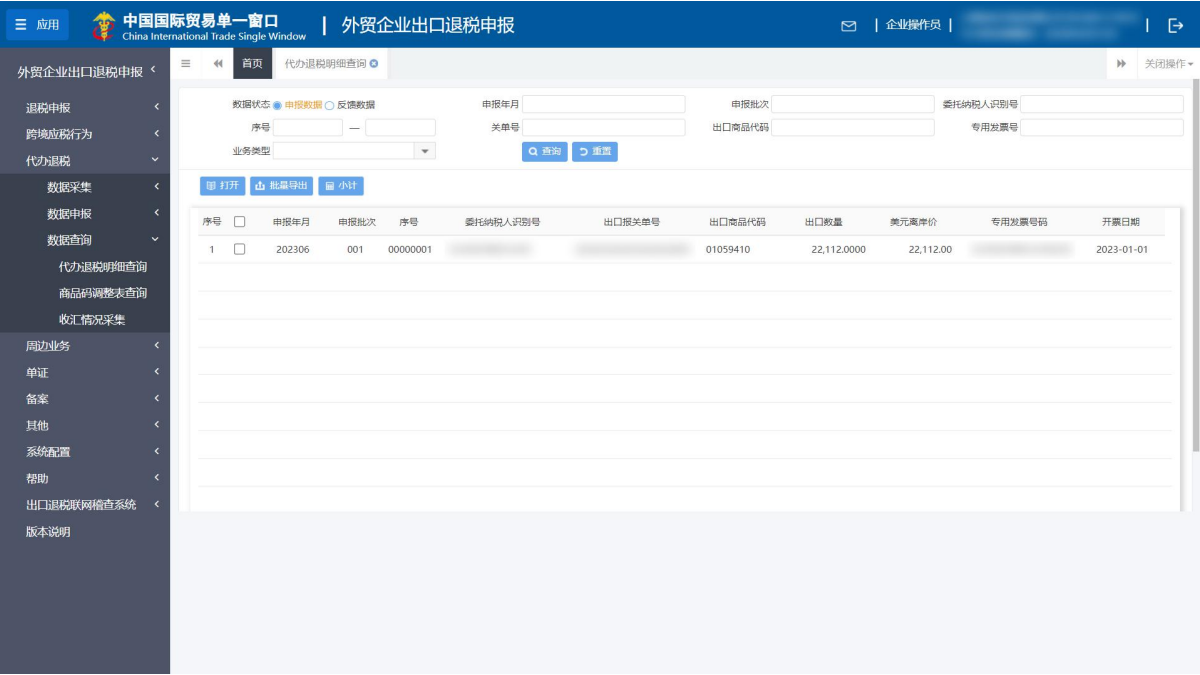 应用
中国国际贸易单一窗口
China International Trade Single Window
外贸企业出口退税申报
企业操作员
外贸企业出口退税申报
首页
代办退税明细查询
关闭操作
退税申报
跨境应税行为
代办退税
数据采集
数据申报
数据查询
代办退税明细查询
商品码调整表查询
收汇情况采集
周边业务
单证
备案
其他
系统配置
帮助
出口退税联网稽查系统
版本说明
数据状态 申报数据 反馈数据 申报年月 申报批次 委托纳税人识别号
序号 — 关单号 出口商品代码 专用发票号
业务类型 查询 重置
打开 批量导出 小计
序号 申报年月 申报批次 序号 委托纳税人识别号 出口报关单号 出口商品代码 出口数量 美元离岸价 专用发票号码 开票日期
1 202306 001 00000001 01059410 22,112.0000 22,112.00 2023-01-01